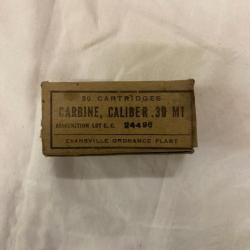 50 CARTRIDGES
CARBINE, CALIBER .30 M1
AMMUNITION LOT E.C. 24496
EVANSVILLE ORDNANCE PLANT